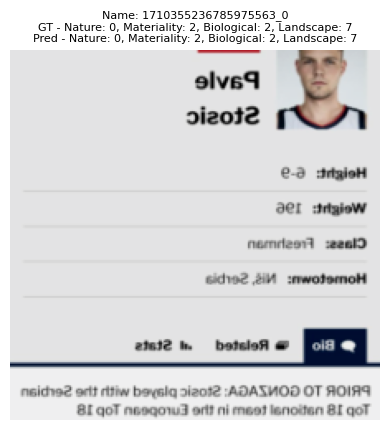 Name: 1710355236785975563_0
GT - Nature: 0, Materiality: 2, Biological: 2, Landscape: 7
Pred - Nature: 0, Materiality: 2, Biological: 2, Landscape: 7
Pavle
Stosic
Height: 6-9
Weight: 196
Class: Freshman
Hometown: Niš, Serbia
Bio Related Stats
PRIOR TO GONZAGA: Stosic played with the Serbian
Top 18 national team in the European Top 18